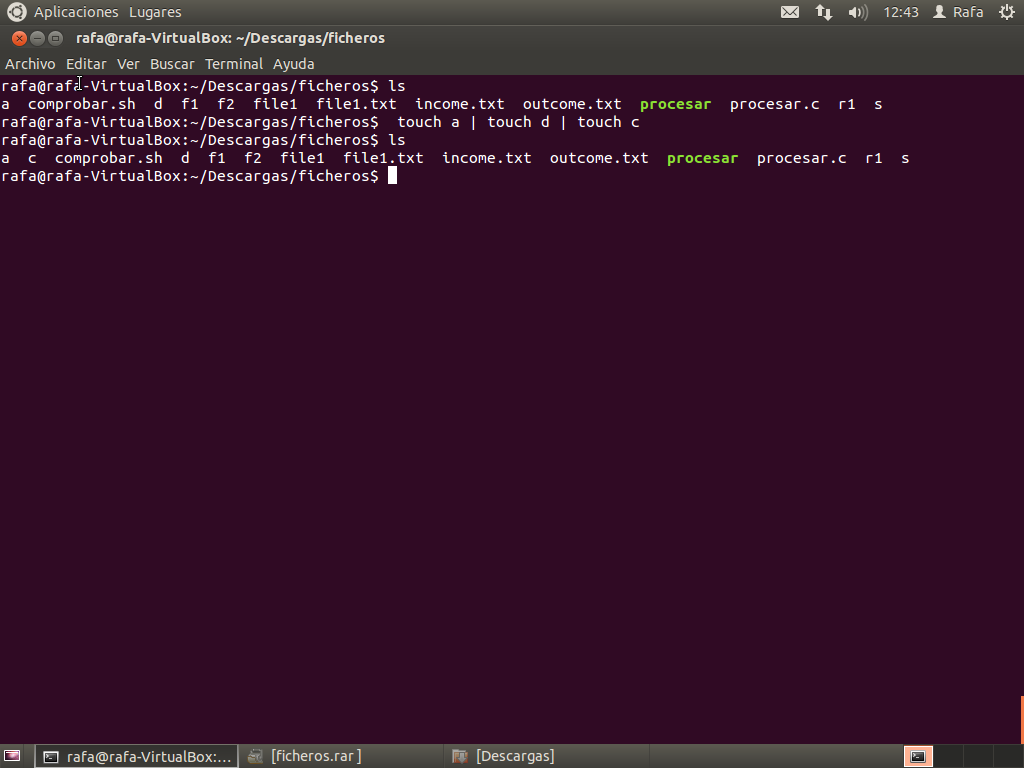 Aplicaciones Lugares 12:43 Rafa
rafa@rafa-VirtualBox: ~/Descargas/ficheros
Archivo Editar Ver Buscar Terminal Ayuda
rafa@rafa-VirtualBox:~/Descargas/ficheros$ ls
a  comprobar.sh  d  f1  f2  file1  file1.txt  income.txt  outcome.txt  procesar  procesar.c  r1  s
rafa@rafa-VirtualBox:~/Descargas/ficheros$  touch a | touch d | touch c
rafa@rafa-VirtualBox:~/Descargas/ficheros$ ls
a  c  comprobar.sh  d  f1  f2  file1  file1.txt  income.txt  outcome.txt  procesar  procesar.c  r1  s
rafa@rafa-VirtualBox:~/Descargas/ficheros$
rafa@rafa-VirtualBox:... [ficheros.rar ] [Descargas]